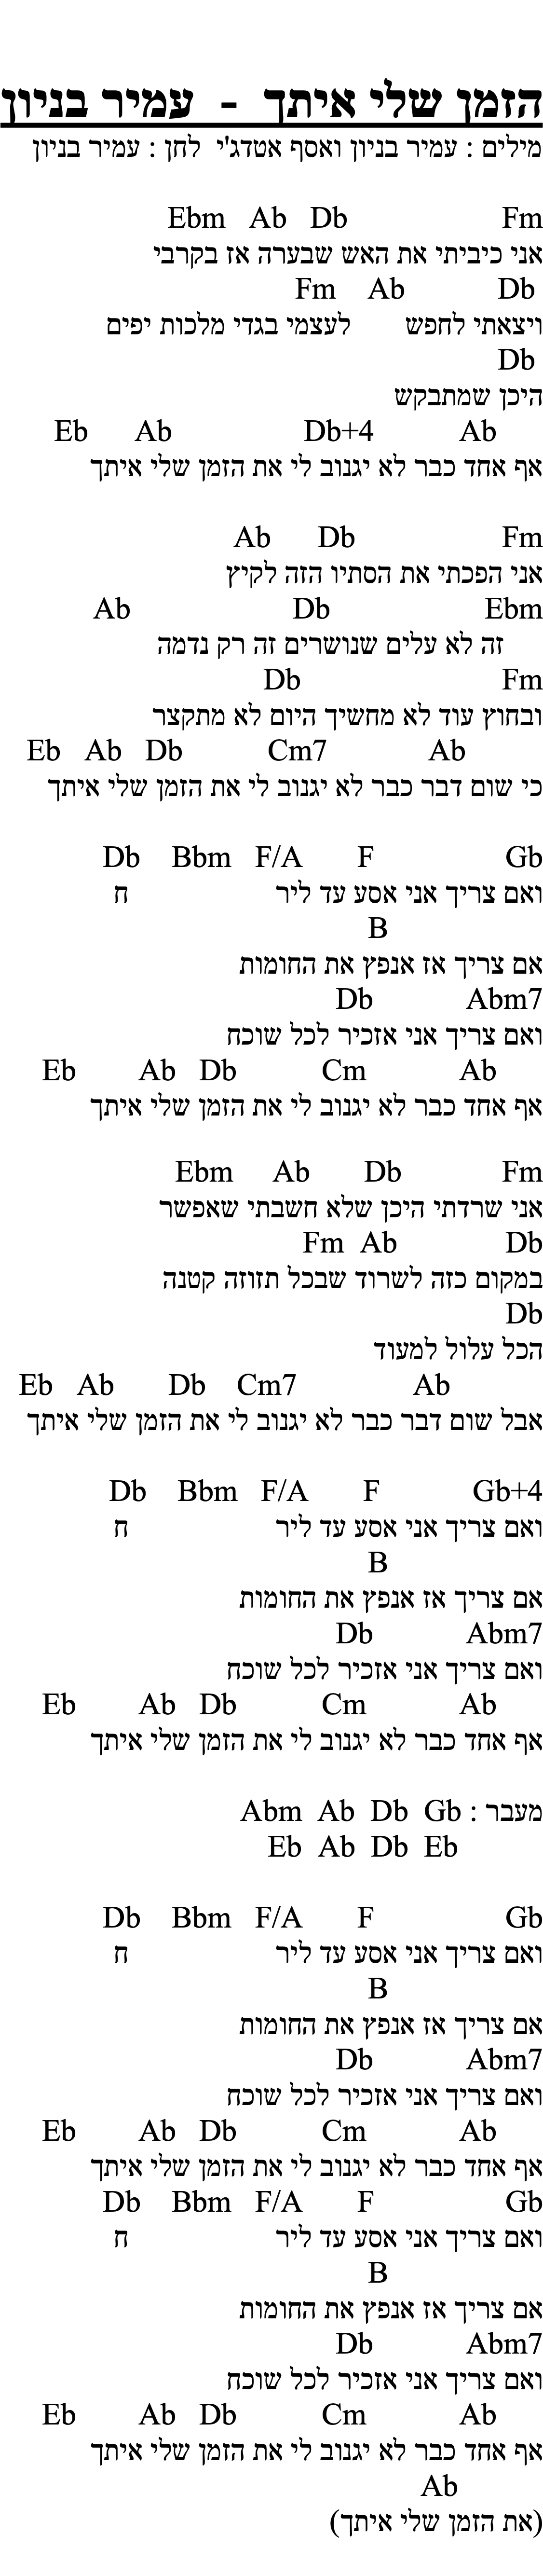 הזמן שלי איתך - עמיר בניון
מילים : עמיר בניון ואסף אטדג'י לחן : עמיר בניון
Ebm Ab Db Fm
אני כיביתי את האש שבערה אז בקרבי
Fm Ab Db
ויצאתי לחפש לעצמי בגדי מלכות יפים
Db
היכן שמתבקש
Eb Ab Db+4 Ab
אף אחד כבר לא יגנוב לי את הזמן שלי איתך
Ab Db Fm
אני הפכתי את הסתיו הזה לקיץ
Ab Db Ebm
זה לא עלים שנושרים זה רק נדמה
Db Fm
ובחוץ עוד לא מחשיך היום לא מתקצר
Eb Ab Db Cm7 Ab
כי שום דבר כבר לא יגנוב לי את הזמן שלי איתך
Db Bbm F/A F Gb
ואם צריך אני אסע עד ליר ח
B
אם צריך אז אנפץ את החומות
Db Abm7
ואם צריך אני אזכיר לכל שוכח
Eb Ab Db Cm Ab
אף אחד כבר לא יגנוב לי את הזמן שלי איתך
Ebm Ab Db Fm
אני שרדתי היכן שלא חשבתי שאפשר
Fm Ab Db
במקום כזה לשרוד שבכל תזוזה קטנה
Db
הכל עלול למעוד
Eb Ab Db Cm7 Ab
אבל שום דבר כבר לא יגנוב לי את הזמן שלי איתך
Db Bbm F/A F Gb+4
ואם צריך אני אסע עד ליר ח
B
אם צריך אז אנפץ את החומות
Db Abm7
ואם צריך אני אזכיר לכל שוכח
Eb Ab Db Cm Ab
אף אחד כבר לא יגנוב לי את הזמן שלי איתך
מעבר : Abm Ab Db Gb
Eb Ab Db Eb
Db Bbm F/A F Gb
ואם צריך אני אסע עד ליר ח
B
אם צריך אז אנפץ את החומות
Db Abm7
ואם צריך אני אזכיר לכל שוכח
Eb Ab Db Cm Ab
אף אחד כבר לא יגנוב לי את הזמן שלי איתך
Db Bbm F/A F Gb
ואם צריך אני אסע עד ליר ח
B
אם צריך אז אנפץ את החומות
Db Abm7
ואם צריך אני אזכיר לכל שוכח
Eb Ab Db Cm Ab
אף אחד כבר לא יגנוב לי את הזמן שלי איתך
Ab
(את הזמן שלי איתך)